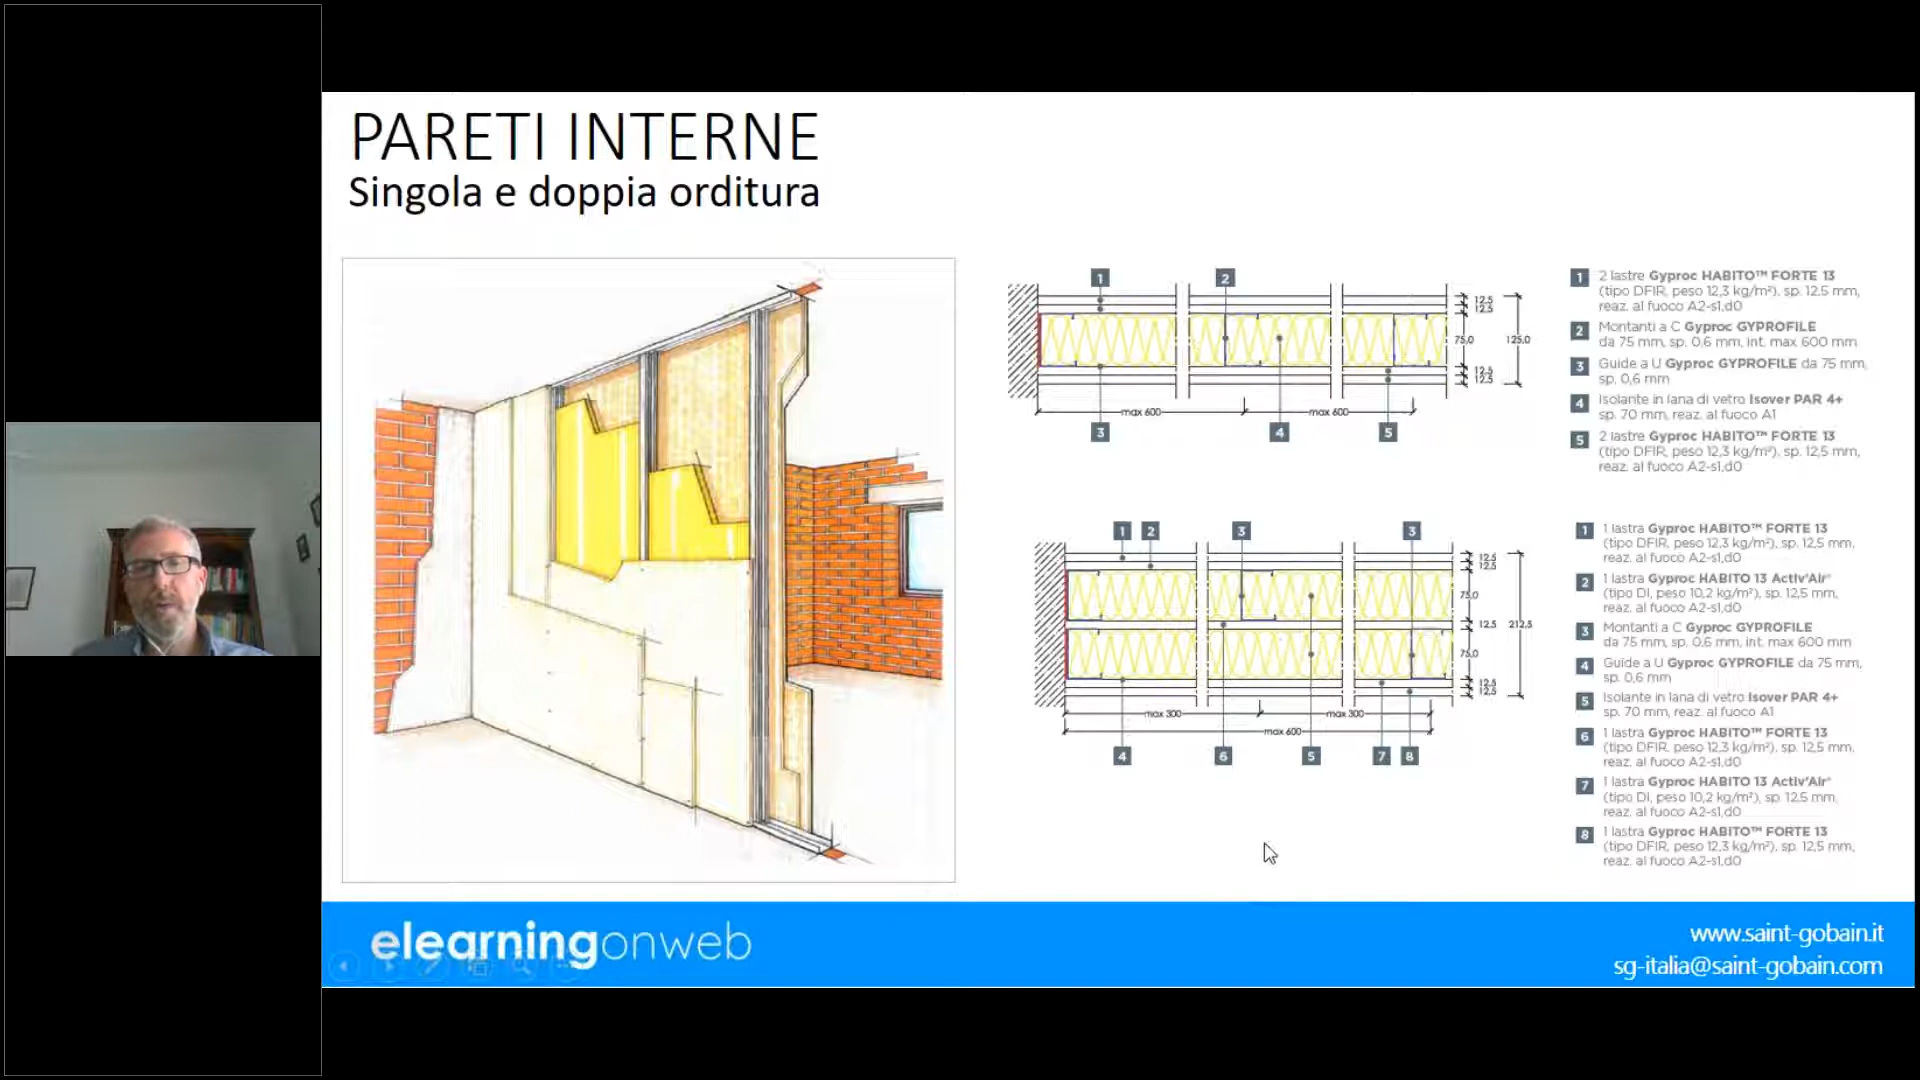 PARETI INTERNE
Singola e doppia orditura
1 2
12.5
12.5
75.0 125.0
12.5
12.5
max 600 max 600
3 4 5
1 2 lastre Gyproc HABITO™ FORTE 13
(tipo DFIR, peso 12,3 kg/m²), sp. 12.5 mm,
reaz. al fuoco A2-s1,d0
2 Montanti a C Gyproc GYPROFILE
da 75 mm, sp. 0.6 mm, int. max 600 mm
3 Guide a U Gyproc GYPROFILE da 75 mm,
sp. 0,6 mm
4 Isolante in lana di vetro Isover PAR 4+
sp. 70 mm, reaz. al fuoco A1
5 2 lastre Gyproc HABITO™ FORTE 13
(tipo DFIR, peso 12,3 kg/m²), sp. 12,5 mm,
reaz. al fuoco A2-s1,d0
1 2 3 3
12.5
12.5
75.0
12.5 212.5
75.0
12.5
12.5
max 300 max 300
max 600
4 6 5 7 8
1 1 lastra Gyproc HABITO™ FORTE 13
(tipo DFIR, peso 12,3 kg/m²), sp. 12,5 mm,
reaz. al fuoco A2-s1,d0
2 1 lastra Gyproc HABITO 13 Activ'Air®
(tipo DI, peso 10,2 kg/m²), sp. 12,5 mm,
reaz. al fuoco A2-s1,d0
3 Montanti a C Gyproc GYPROFILE
da 75 mm, sp. 0.6 mm, int. max 600 mm
4 Guide a U Gyproc GYPROFILE da 75 mm,
sp. 0,6 mm
5 Isolante in lana di vetro Isover PAR 4+
sp. 70 mm, reaz. al fuoco A1
6 1 lastra Gyproc HABITO™ FORTE 13
(tipo DFIR, peso 12,3 kg/m²), sp. 12,5 mm,
reaz. al fuoco A2-s1,d0
7 1 lastra Gyproc HABITO 13 Activ'Air®
(tipo DI, peso 10,2 kg/m²), sp. 12.5 mm,
reaz. al fuoco A2-s1,d0
8 1 lastra Gyproc HABITO™ FORTE 13
(tipo DFIR, peso 12,3 kg/m²), sp. 12,5 mm,
reaz. al fuoco A2-s1,d0
elearningonweb
www.saint-gobain.it
sg-italia@saint-gobain.com